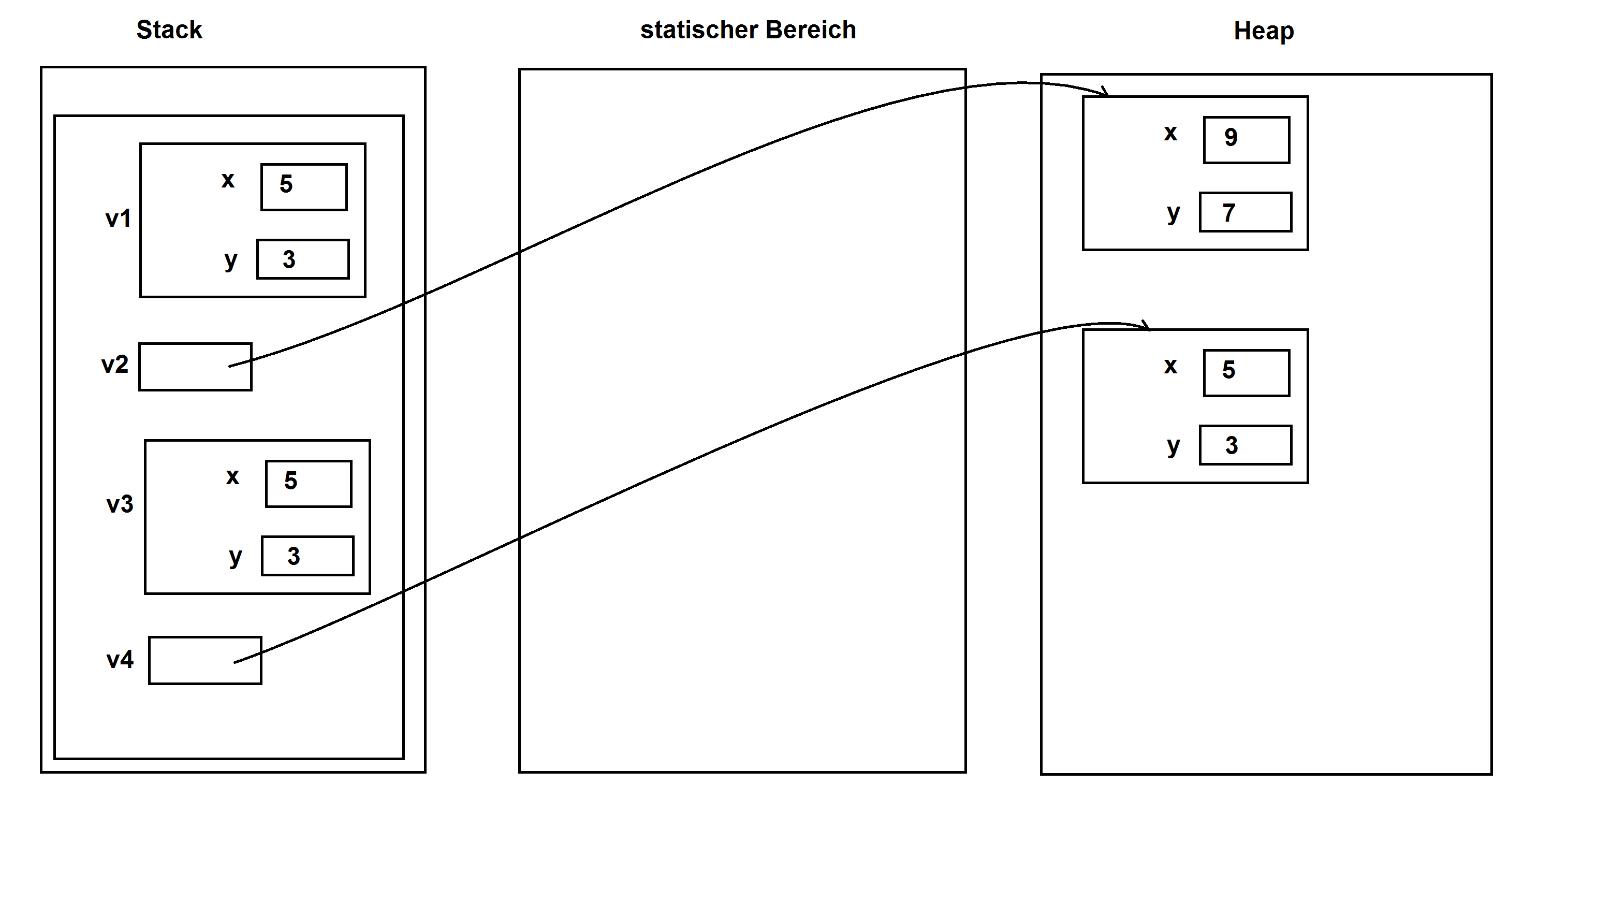 Stack
statischer Bereich
Heap
v1
x 5
y 3
v2
v3
x 5
y 3
v4
x 9
y 7
x 5
y 3